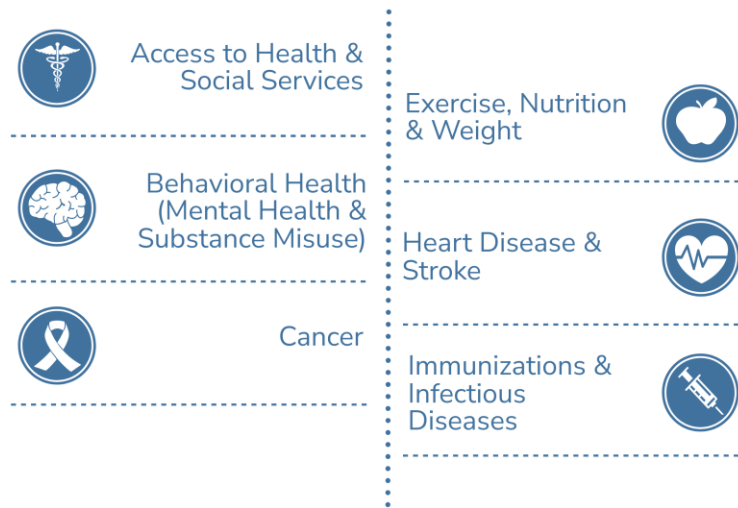 Access to Health &
Social Services
Behavioral Health
(Mental Health &
Substance Misuse)
Cancer
Exercise, Nutrition
& Weight
Heart Disease &
Stroke
Immunizations &
Infectious
Diseases